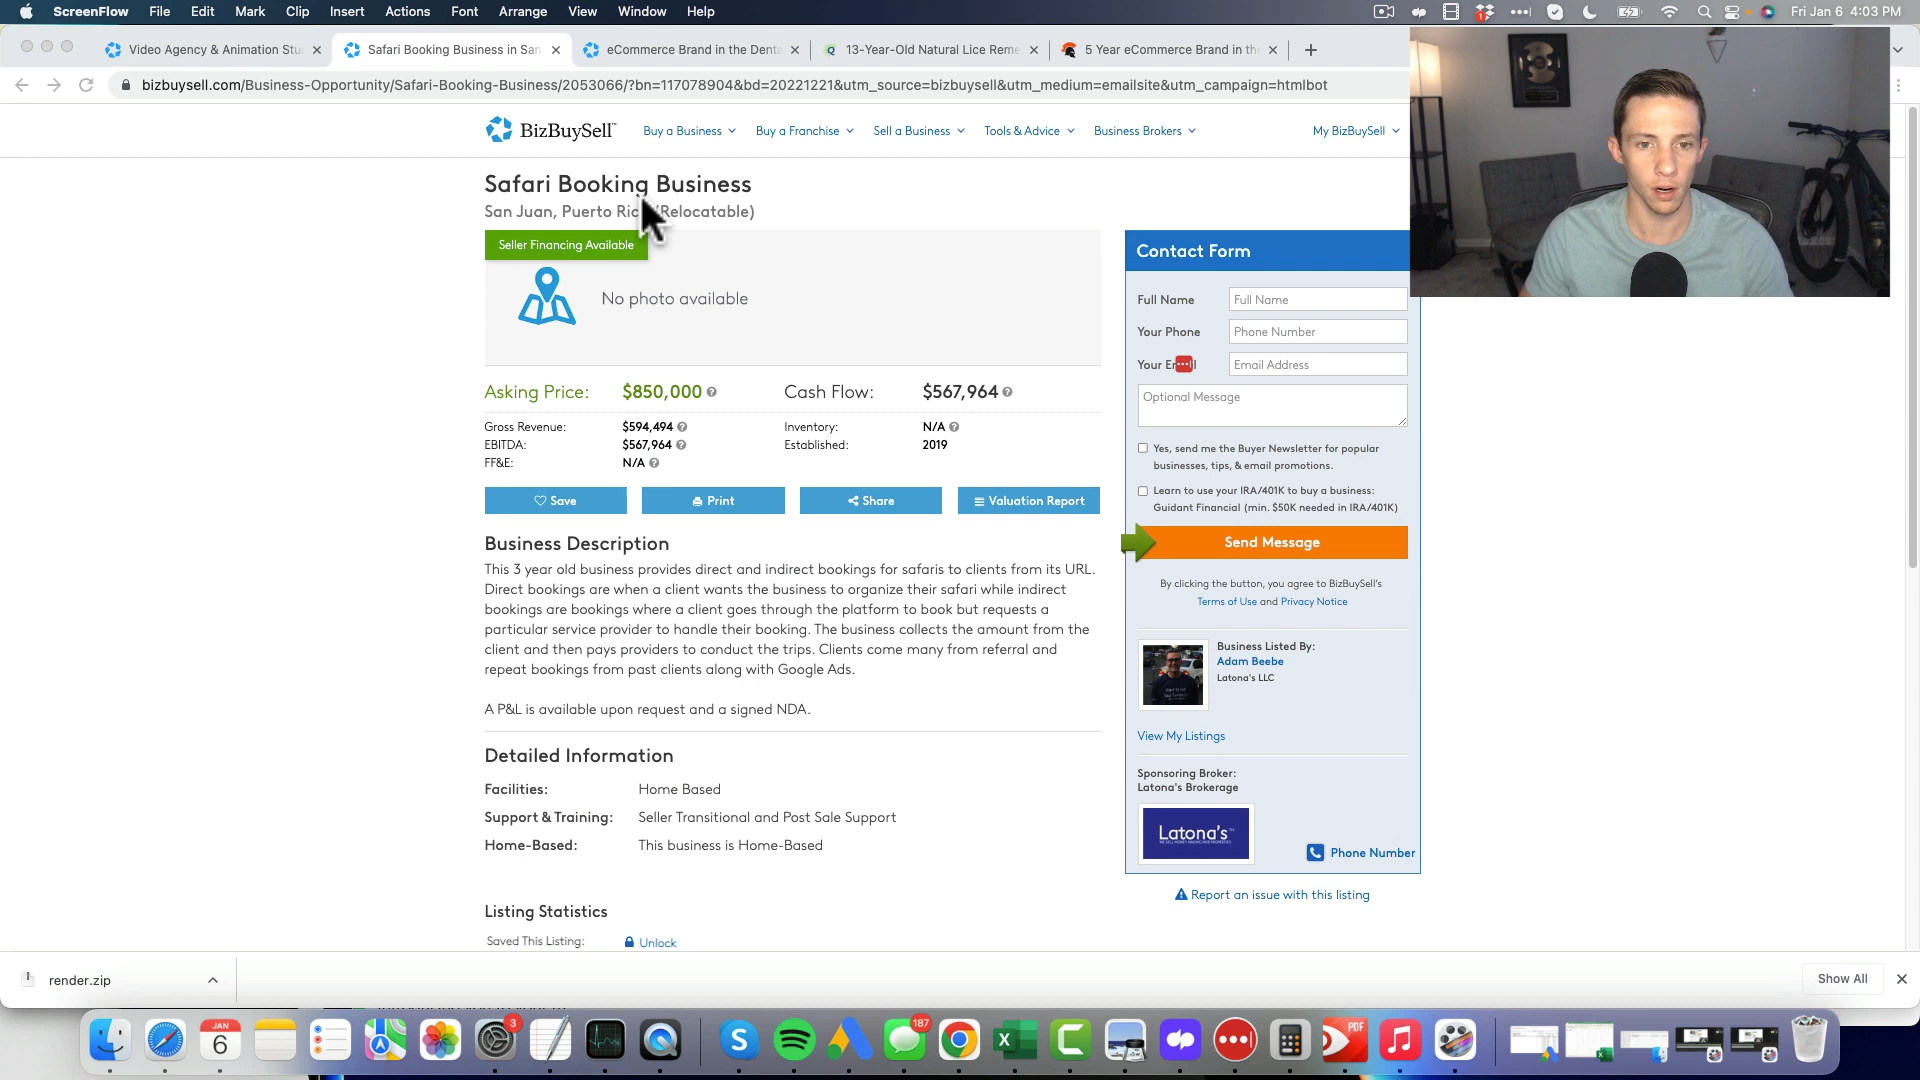 ScreenFlow File Edit Mark Clip Insert Actions Font Arrange View Window Help
Fri Jan 6 4:03 PM
Video Agency & Animation Stu
Safari Booking Business in San
eCommerce Brand in the Denta
13-Year-Old Natural Lice Reme
5 Year eCommerce Brand in th
bizbuysell.com/Business-Opportunity/Safari-Booking-Business/2053066/?bn=117078904&bd=20221221&utm_source=bizbuysell&utm_medium=emailsite&utm_campaign=htmlbot
BizBuySell
Buy a Business
Buy a Franchise
Sell a Business
Tools & Advice
Business Brokers
My BizBuySell
Safari Booking Business
San Juan, Puerto Ric (Relocatable)
Seller Financing Available
No photo available
Asking Price: $850,000
Cash Flow: $567,964
Gross Revenue: $594,494
Inventory: N/A
EBITDA: $567,964
Established: 2019
FF&E: N/A
Save
Print
Share
Valuation Report
Business Description
This 3 year old business provides direct and indirect bookings for safaris to clients from its URL.
Direct bookings are when a client wants the business to organize their safari while indirect
bookings are bookings where a client goes through the platform to book but requests a
particular service provider to handle their booking. The business collects the amount from the
client and then pays providers to conduct the trips. Clients come many from referral and
repeat bookings from past clients along with Google Ads.
A P&L is available upon request and a signed NDA.
Detailed Information
Facilities: Home Based
Support & Training: Seller Transitional and Post Sale Support
Home-Based: This business is Home-Based
Listing Statistics
Saved This Listing: Unlock
Contact Form
Full Name Full Name
Your Phone Phone Number
Your Em l Email Address
Optional Message
Yes, send me the Buyer Newsletter for popular
businesses, tips, & email promotions.
Learn to use your IRA/401K to buy a business:
Guidant Financial (min. $50K needed in IRA/401K)
Send Message
By clicking the button, you agree to BizBuySell's
Terms of Use and Privacy Notice
Business Listed By:
Adam Beebe
Latona's LLC
View My Listings
Sponsoring Broker:
Latona's Brokerage
Latona's
Phone Number
Report an issue with this listing
render.zip
Show All
JAN
6
3
187
PDF